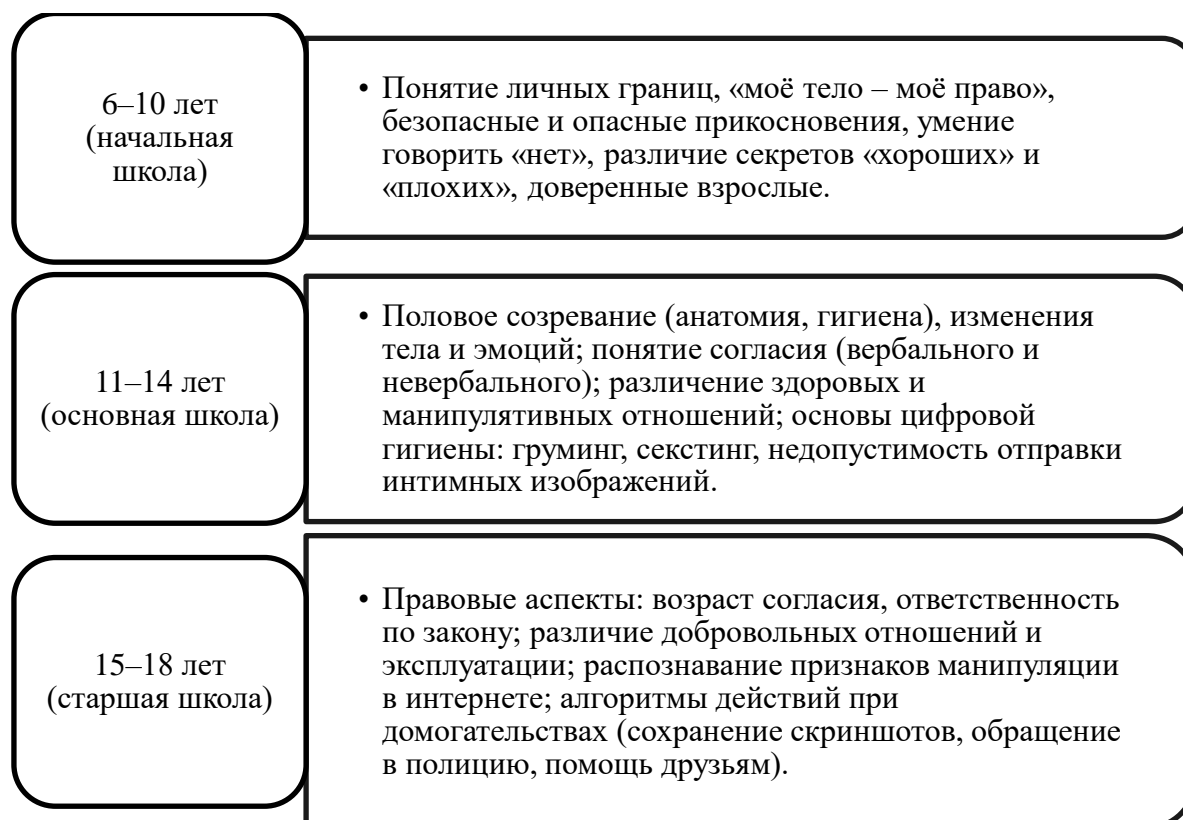 6–10 лет
(начальная
школа)
• Понятие личных границ, «моё тело – моё право»,
безопасные и опасные прикосновения, умение
говорить «нет», различие секретов «хороших» и
«плохих», доверенные взрослые.
11–14 лет
(основная школа)
• Половое созревание (анатомия, гигиена), изменения
тела и эмоций; понятие согласия (вербального и
невербального); различение здоровых и
манипулятивных отношений; основы цифровой
гигиены: груминг, секстинг, недопустимость отправки
интимных изображений.
15–18 лет
(старшая школа)
• Правовые аспекты: возраст согласия, ответственность
по закону; различие добровольных отношений и
эксплуатации; распознавание признаков манипуляции
в интернете; алгоритмы действий при
домогательствах (сохранение скриншотов, обращение
в полицию, помощь друзьям).